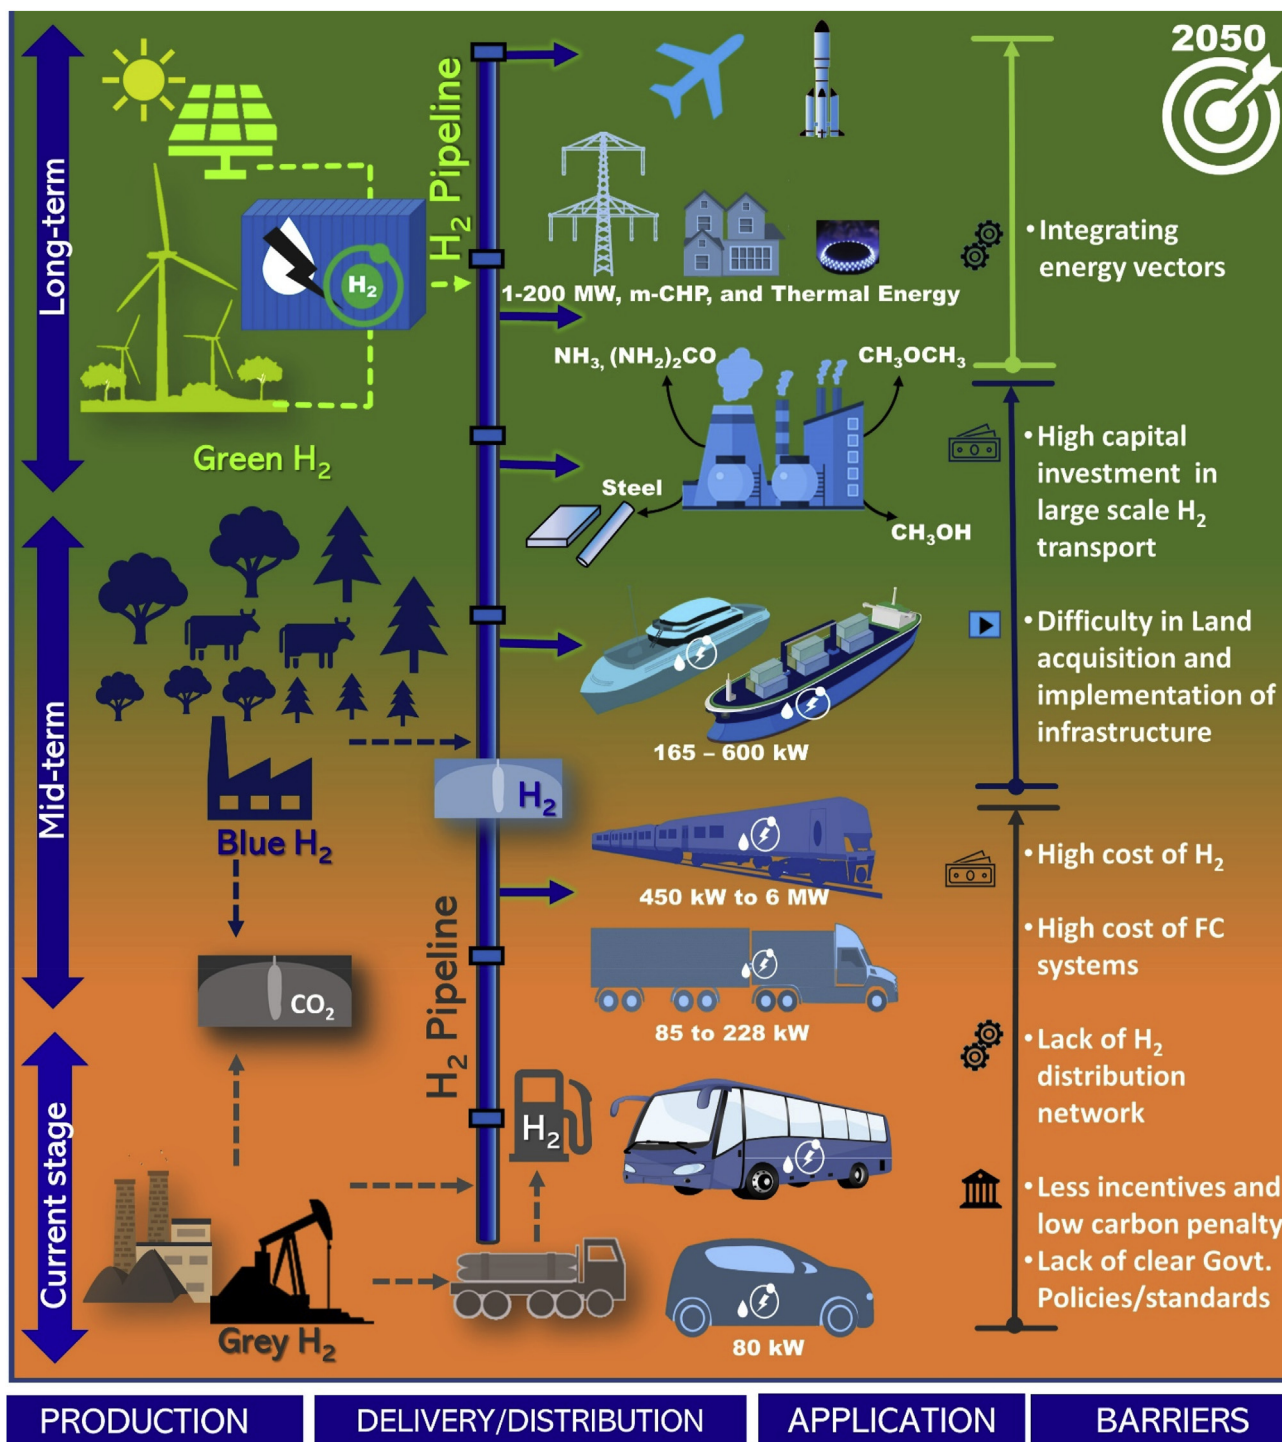 2050
Long-term
H₂ Pipeline
H₂
Green H₂
1-200 MW, m-CHP, and Thermal Energy
NH₃, (NH₂)₂CO
CH₃OCH₃
Steel
CH₃OH
• Integrating
energy vectors
• High capital
investment in
large scale H₂
transport
Mid-term
Blue H₂
H₂
CO₂
165 – 600 kW
450 kW to 6 MW
85 to 228 kW
• Difficulty in Land
acquisition and
implementation of
infrastructure
• High cost of H₂
• High cost of FC
systems
Current stage
H₂ Pipeline
H₂
Grey H₂
80 kW
• Lack of H₂
distribution
network
• Less incentives and
low carbon penalty
• Lack of clear Govt.
Policies/standards
PRODUCTION
DELIVERY/DISTRIBUTION
APPLICATION
BARRIERS